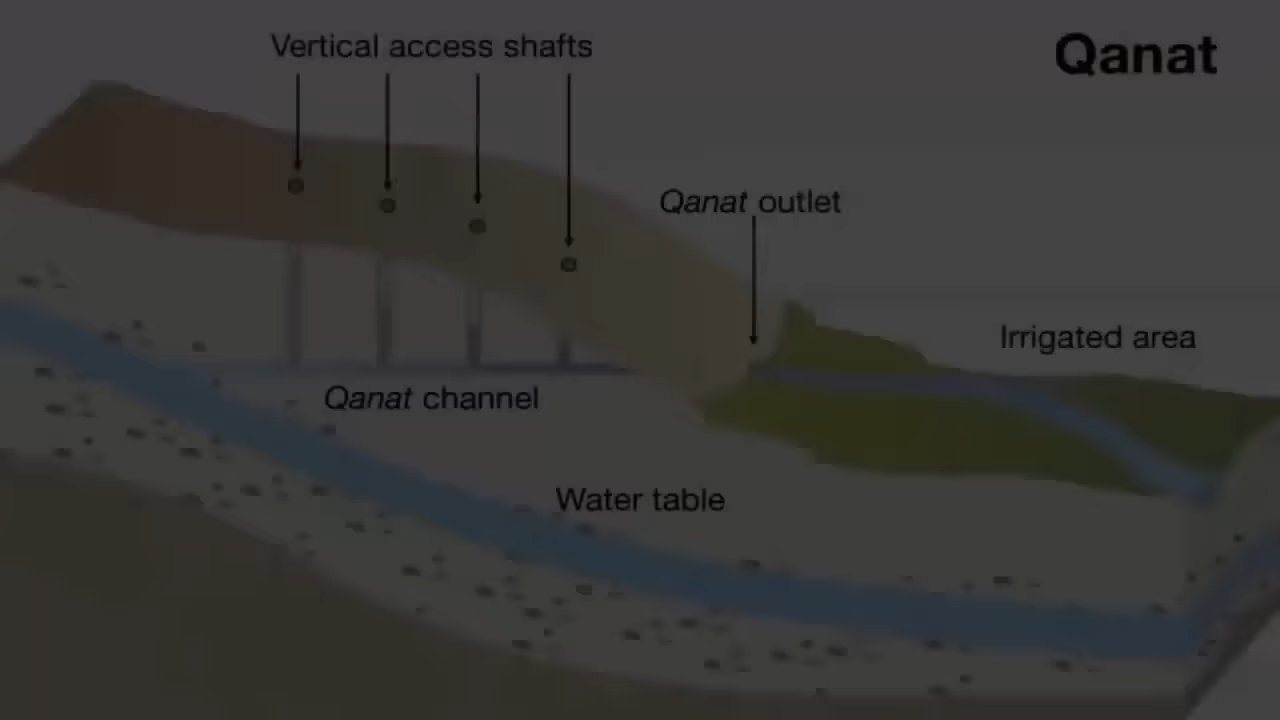 Qanat
Vertical access shafts
Qanat outlet
Irrigated area
Qanat channel
Water table